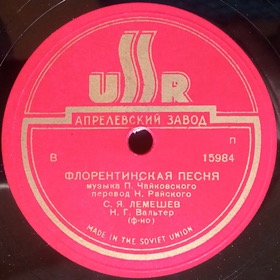 USSR
АПРЕЛЕВСКИЙ ЗАВОД
П
В 15984
ФЛОРЕНТИНСКАЯ ПЕСНЯ
музыка П. Чайковского
перевод Н. Райского
С. Я. ЛЕМЕШЕВ
Н. Г. Вальтер
(ф-но)
MADE IN THE SOVIET UNION